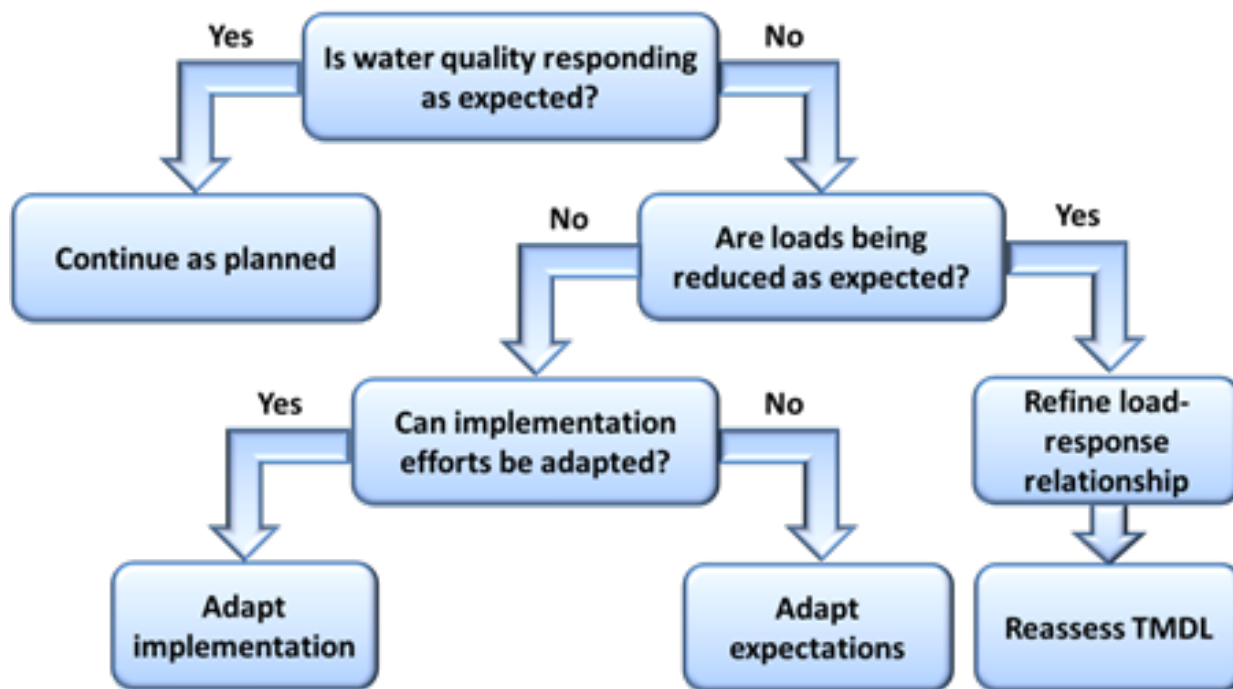 Yes
No
Is water quality responding
as expected?
Continue as planned
No
Yes
Are loads being
reduced as expected?
Yes
No
Can implementation
efforts be adapted?
Refine load-
response
relationship
Adapt
implementation
Adapt
expectations
Reassess TMDL